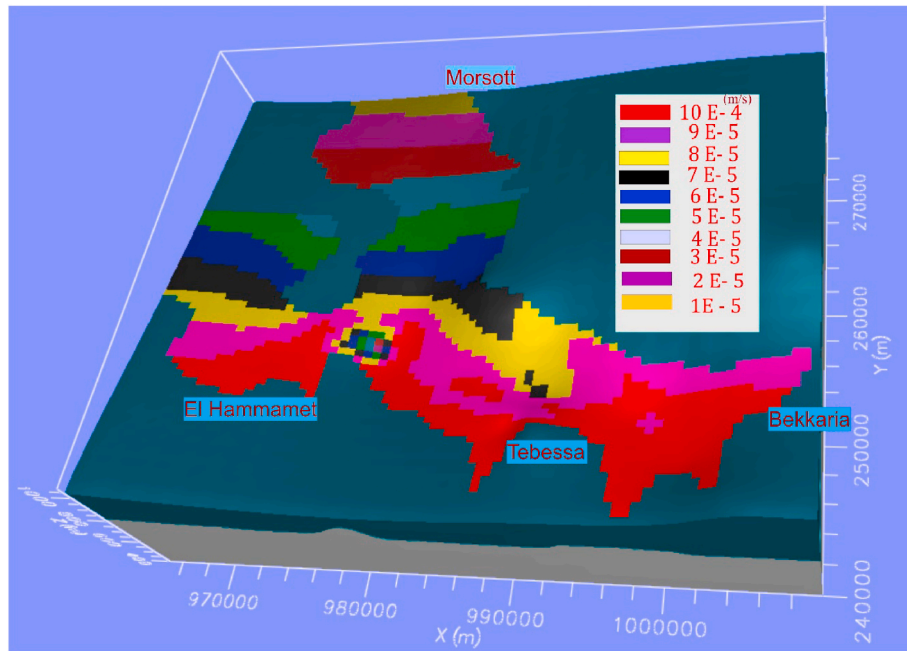 Morsott
(m/s)
10 E- 4
9 E- 5
8 E- 5
7 E- 5
6 E- 5
5 E- 5
4 E- 5
3 E- 5
2 E- 5
1E - 5
El Hammamet
Tebessa
Bekkaria
270000
260000
250000
240000
Y (m)
970000
980000
990000
1000000
X (m)